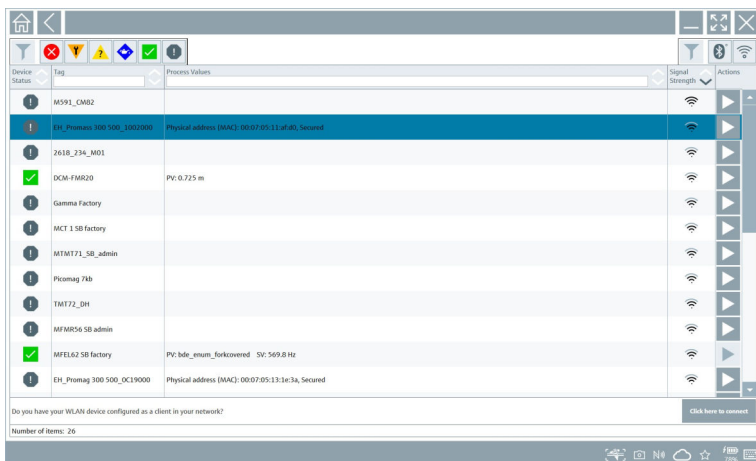 Device Status
Tag
Process Values
Signal Strength
Actions
M591_CM82
EH_Promass 300 500_1002000 Physical address (MAC): 00:07:05:11:af:d0, Secured
2618_234_M01
DCM-FMR20 PV: 0.725 m
Gamma Factory
MCT 1 SB factory
MTMT71_SB_admin
Picomag 7kb
TMT72_DH
MFMR56 SB admin
MFEL62 SB factory PV: bde_enum_forkcovered SV: 569.8 Hz
EH_Promag 300 500_0C19000 Physical address (MAC): 00:07:05:13:1e:3a, Secured
Do you have your WLAN device configured as a client in your network? Click here to connect
Number of items: 26
78%